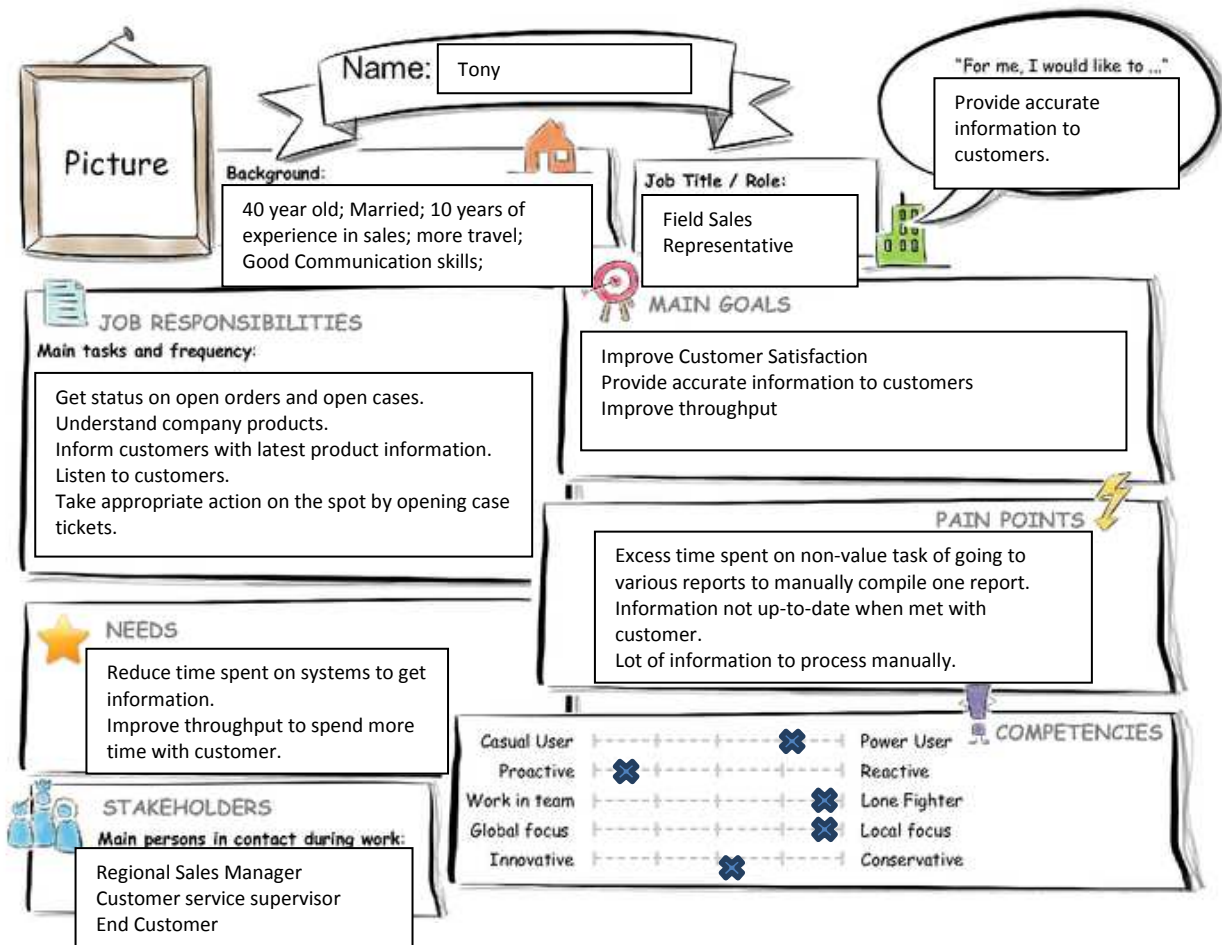 Name: Tony
"For me, I would like to ..."
Provide accurate
information to
customers.
Picture
Background:
40 year old; Married; 10 years of
experience in sales; more travel;
Good Communication skills;
Job Title / Role:
Field Sales
Representative
JOB RESPONSIBILITIES
Main tasks and frequency:
Get status on open orders and open cases.
Understand company products.
Inform customers with latest product information.
Listen to customers.
Take appropriate action on the spot by opening case
tickets.
MAIN GOALS
Improve Customer Satisfaction
Provide accurate information to customers
Improve throughput
PAIN POINTS
Excess time spent on non-value task of going to
various reports to manually compile one report.
Information not up-to-date when met with
customer.
Lot of information to process manually.
NEEDS
Reduce time spent on systems to get
information.
Improve throughput to spend more
time with customer.
COMPETENCIES
Casual User Power User
Proactive Reactive
Work in team Lone Fighter
Global focus Local focus
Innovative Conservative
STAKEHOLDERS
Main persons in contact during work:
Regional Sales Manager
Customer service supervisor
End Customer